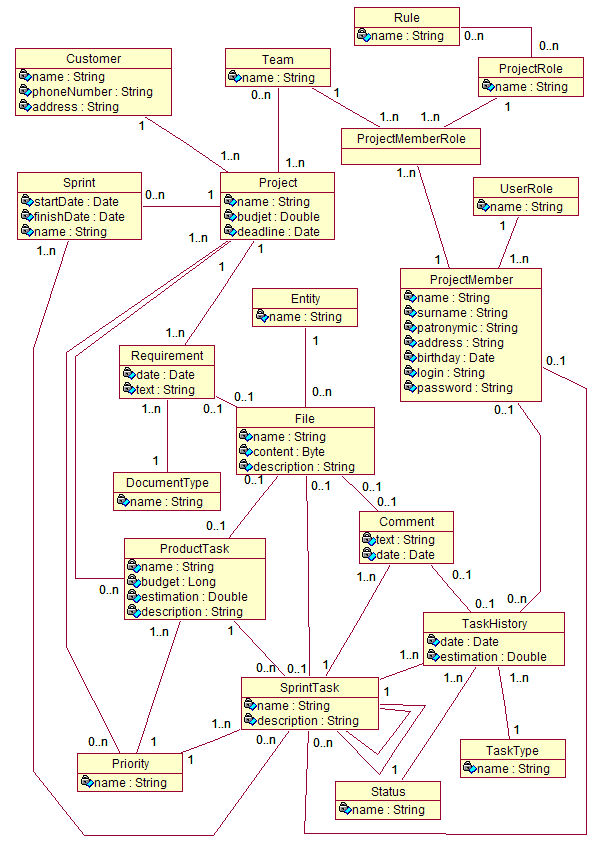 Rule
name : String
0..n
0..n
Customer
name : String
phoneNumber : String
address : String
1
Team
name : String
0..n
1
ProjectRole
name : String
1
1..n
1..n
ProjectMemberRole
1..n
1..n
1..n
Sprint
startDate : Date
finishDate : Date
name : String
0..n
1
1..n
Project
name : String
budjet : Double
deadline : Date
1..n
1
1
UserRole
name : String
1
1
1..n
ProjectMember
name : String
surname : String
patronymic : String
address : String
birthday : Date
login : String
password : String
0..1
0..1
Entity
name : String
1
0..n
1..n
Requirement
date : Date
text : String
1..n
0..1
0..1
File
name : String
content : Byte
description : String
0..1
0..1
0..1
1
DocumentType
name : String
0..1
0..1
Comment
text : String
date : Date
1..n
0..1
ProductTask
name : String
budget : Long
estimation : Double
description : String
0..n
1..n
1
0..1
0..n
TaskHistory
date : Date
estimation : Double
1..n
1..n
1..n
0..n
0..1
1
1
SprintTask
name : String
description : String
1..n
0..n
0..n
0..n
1
1
Priority
name : String
1
1
TaskType
name : String
1
Status
name : String